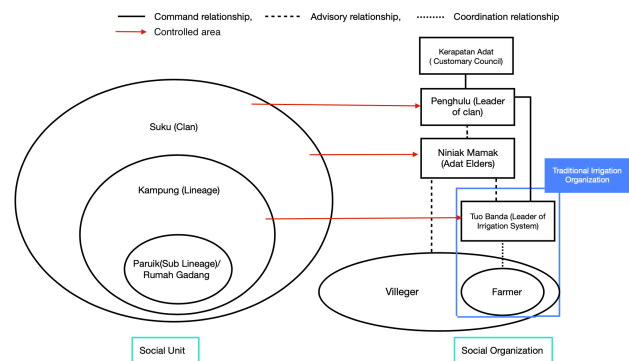 Command relationship,
Advisory relationship,
Coordination relationship
Controlled area
Kerapatan Adat
( Custommary Council)
Penghulu (Leader
of clan)
Suku (Clan)
Niniak Mamak
(Adat Elders)
Traditional Irrigation
Organization
Kampung (Lineage)
Tuo Banda (Leader of
Irrigation System)
Paruik(Sub Lineage)/
Rumah Gadang
Villeger
Farmer
Social Unit
Social Organization